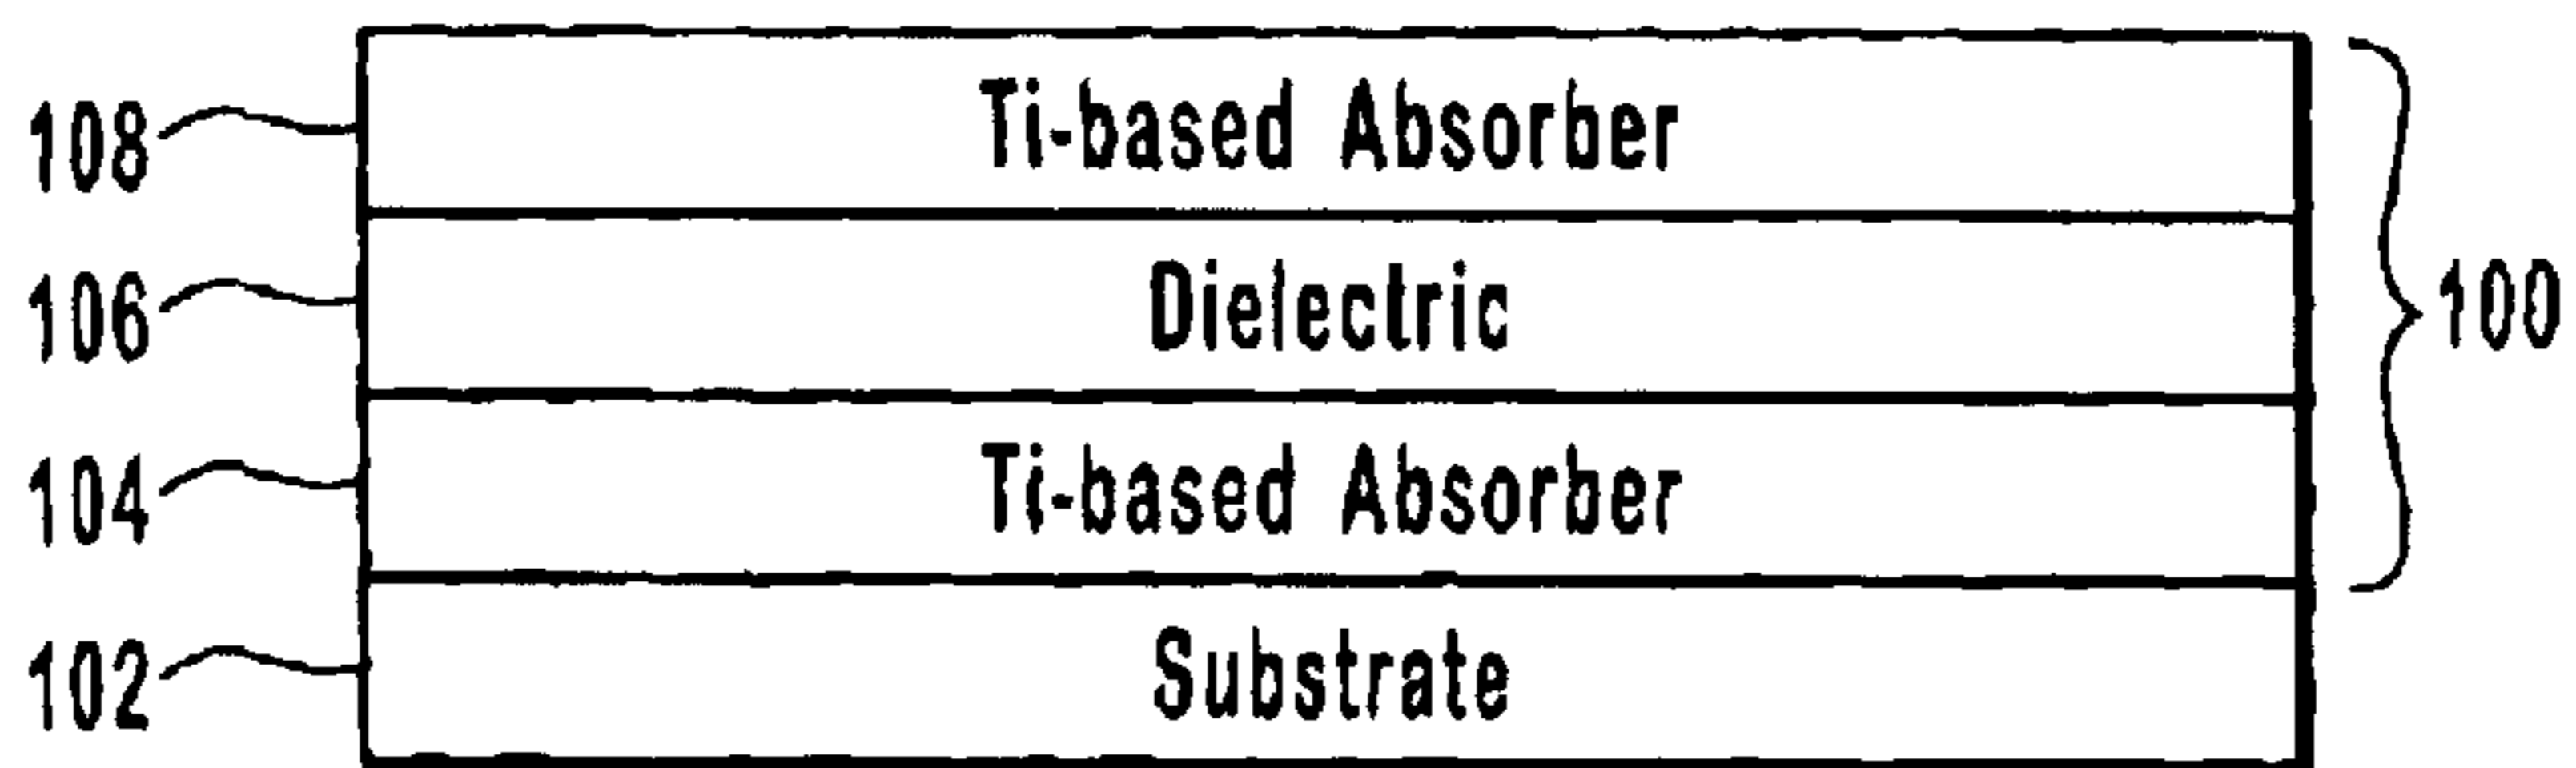 108 Ti-based Absorber
106 Dielectric 100
104 Ti-based Absorber
102 Substrate